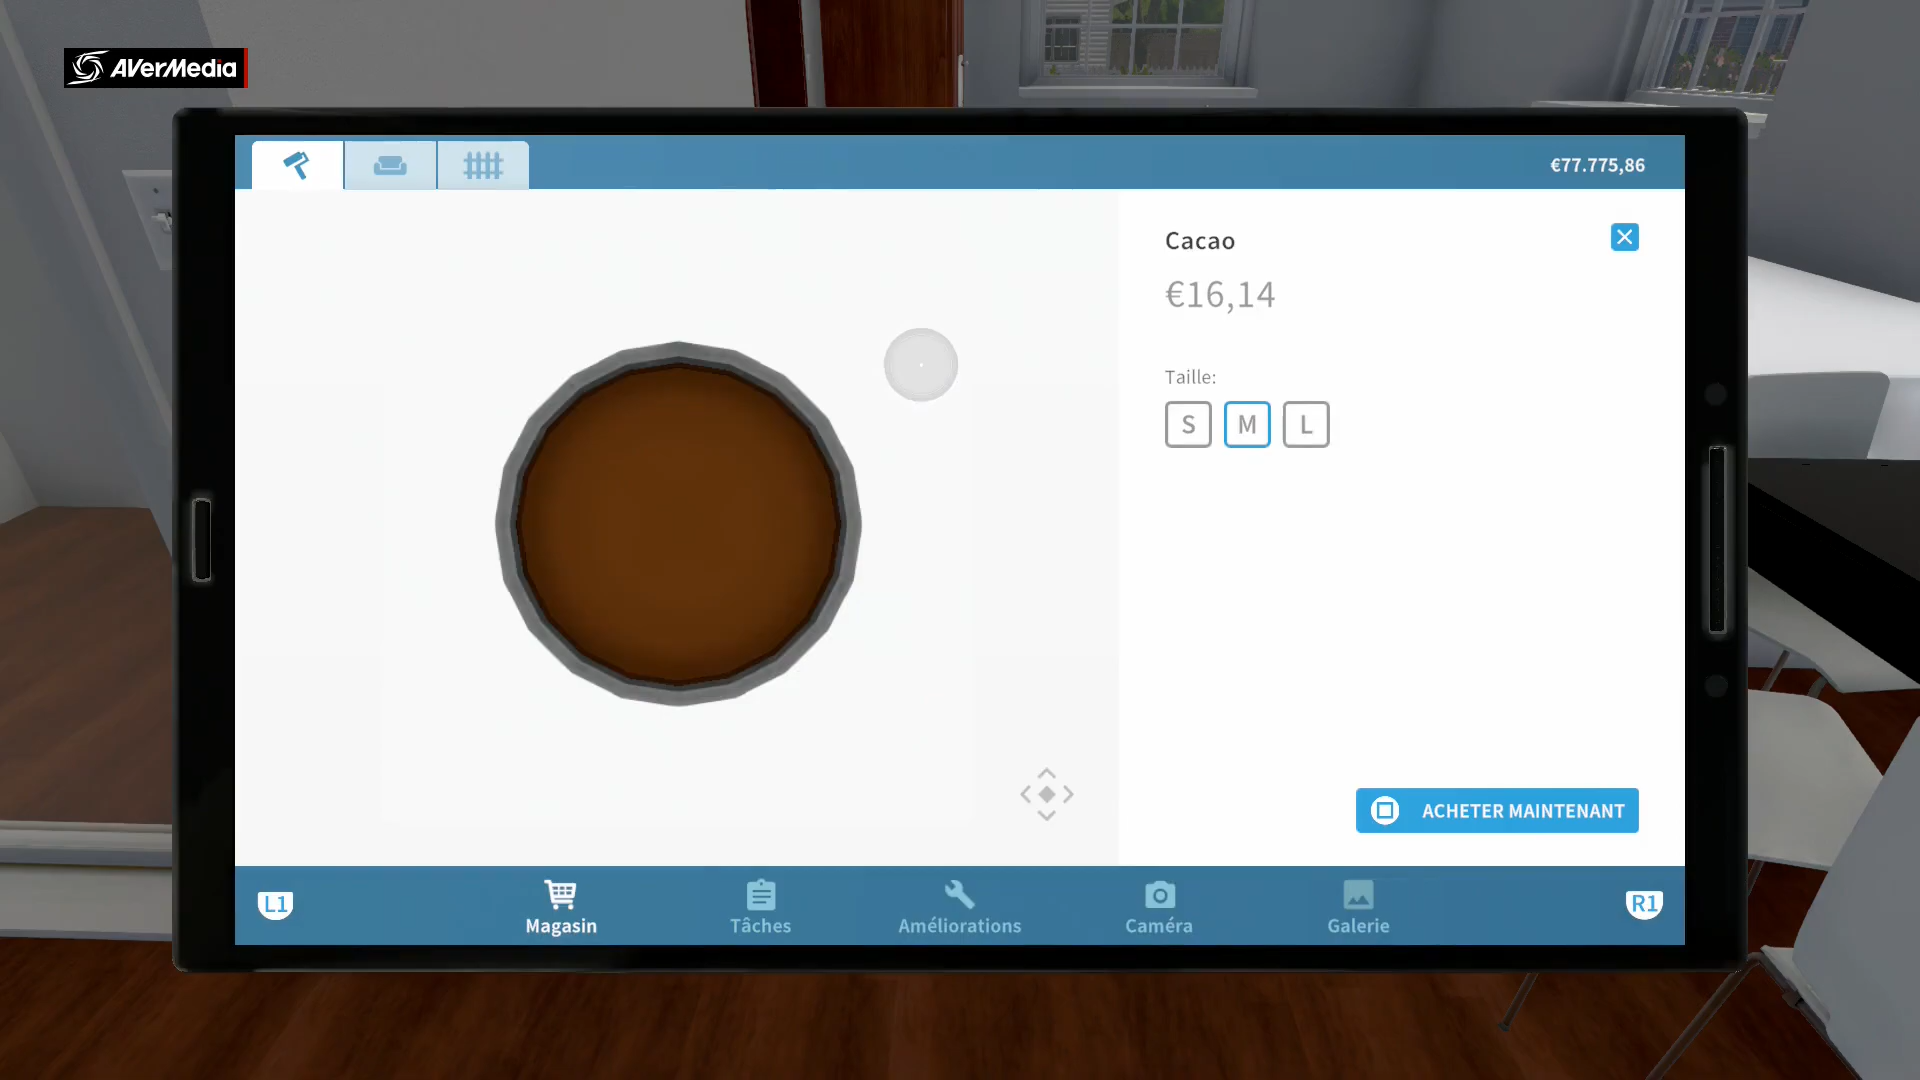 AVerMedia
€77.775,86
Cacao
€16,14
Taille:
S M L
ACHETER MAINTENANT
L1
Magasin
Tâches
Améliorations
Caméra
Galerie
R1